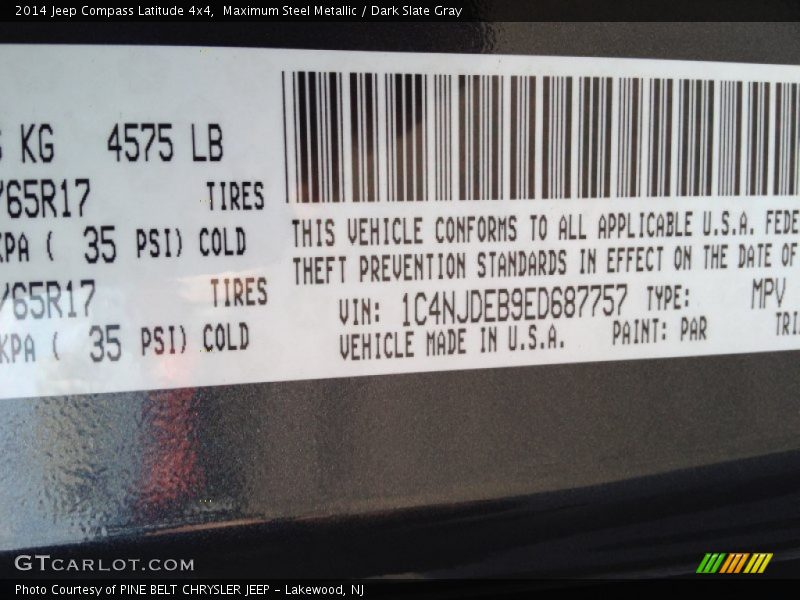 2014 Jeep Compass Latitude 4x4,  Maximum Steel Metallic / Dark Slate Gray
KG 4575 LB
/65R17 TIRES
KPA ( 35 PSI) COLD
/65R17 TIRES
KPA ( 35 PSI) COLD
THIS VEHICLE CONFORMS TO ALL APPLICABLE U.S.A. FEDE
THEFT PREVENTION STANDARDS IN EFFECT ON THE DATE OF
VIN: 1C4NJDEB9ED687757 TYPE: MPV
VEHICLE MADE IN U.S.A. PAINT: PAR TRI
GTCARLOT.COM
Photo Courtesy of PINE BELT CHRYSLER JEEP - Lakewood, NJ